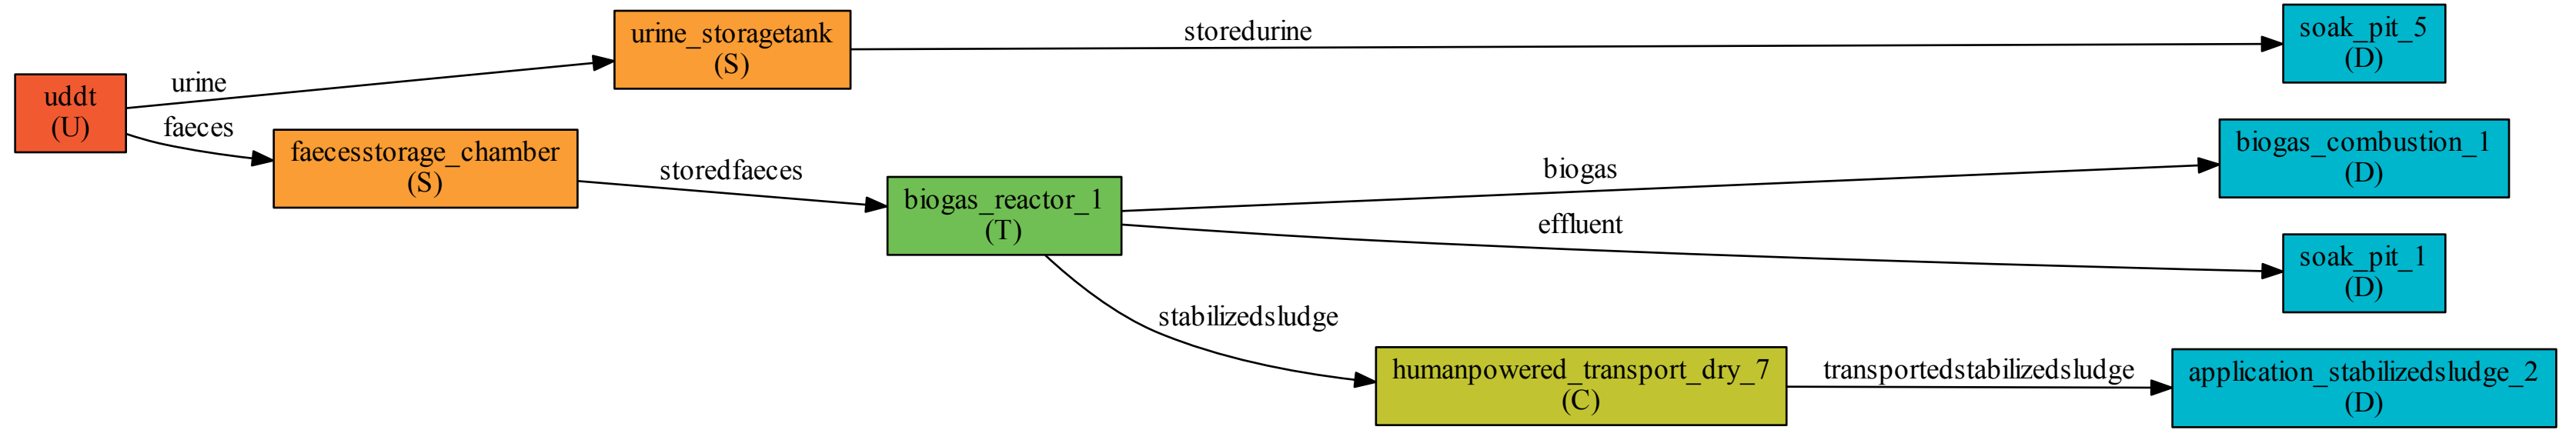 uddt
(U)
urine
faeces
urine_storagetank
(S)
faecesstorage_chamber
(S)
storedurine
storedfaeces
biogas_reactor_1
(T)
biogas
effluent
stabilizedsludge
humanpowered_transport_dry_7
(C)
transportedstabilizedsludge
soak_pit_5
(D)
biogas_combustion_1
(D)
soak_pit_1
(D)
application_stabilizedsludge_2
(D)